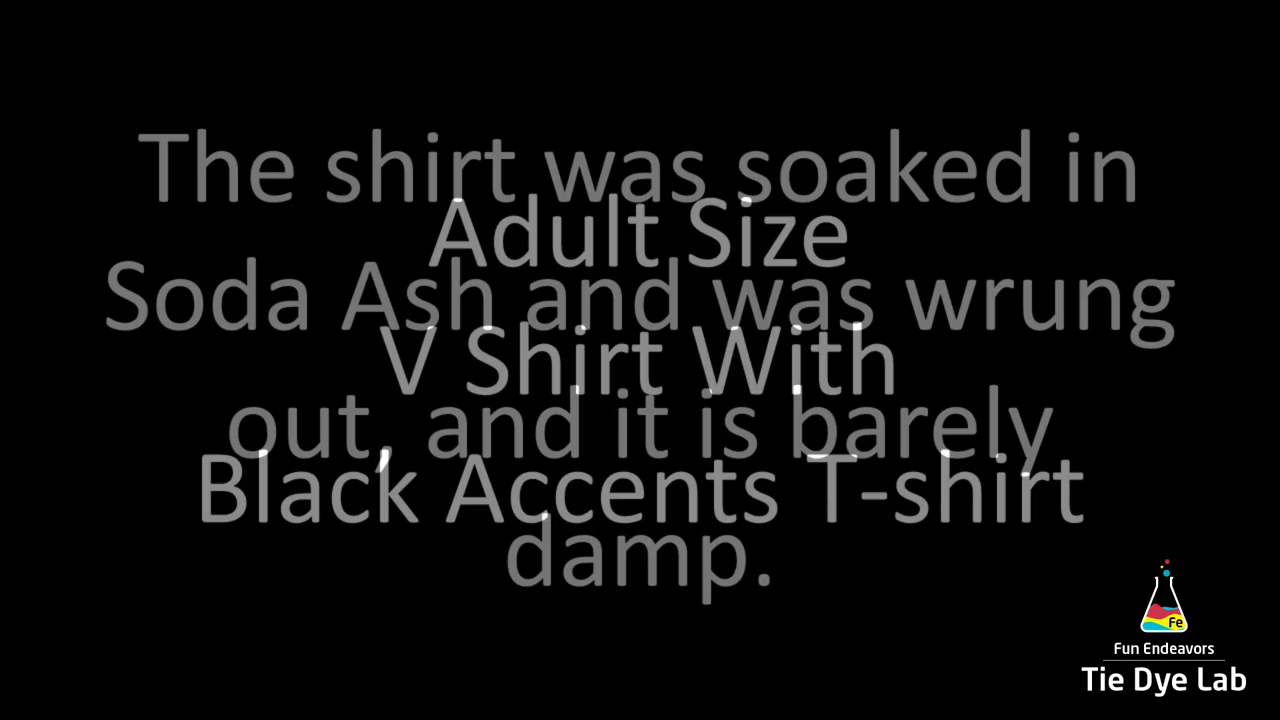 The shirt was soaked in
Adult Size
Soda Ash and was wrung
V Shirt With
out, and it is barely
Black Accents T-shirt
damp.
Fe
Fun Endeavors
Tie Dye Lab